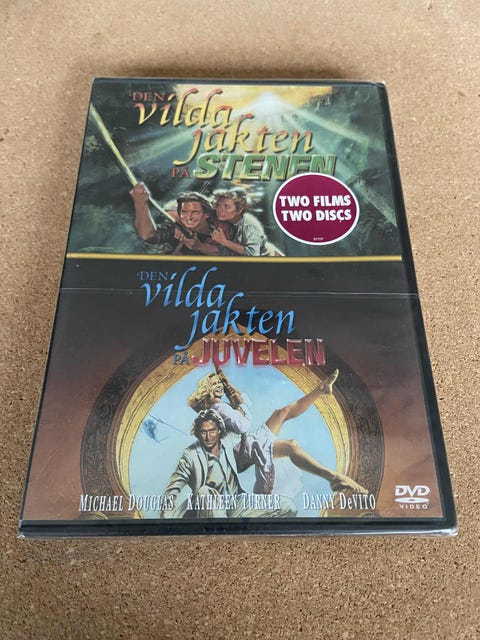 DEN
vilda
jakten
PÅ STENEN
TWO FILMS
TWO DISCS
DEN
vilda
jakten
PÅ JUVELEN
MICHAEL DOUGLAS KATHLEEN TURNER DANNY DeVITO
DVD
VIDEO